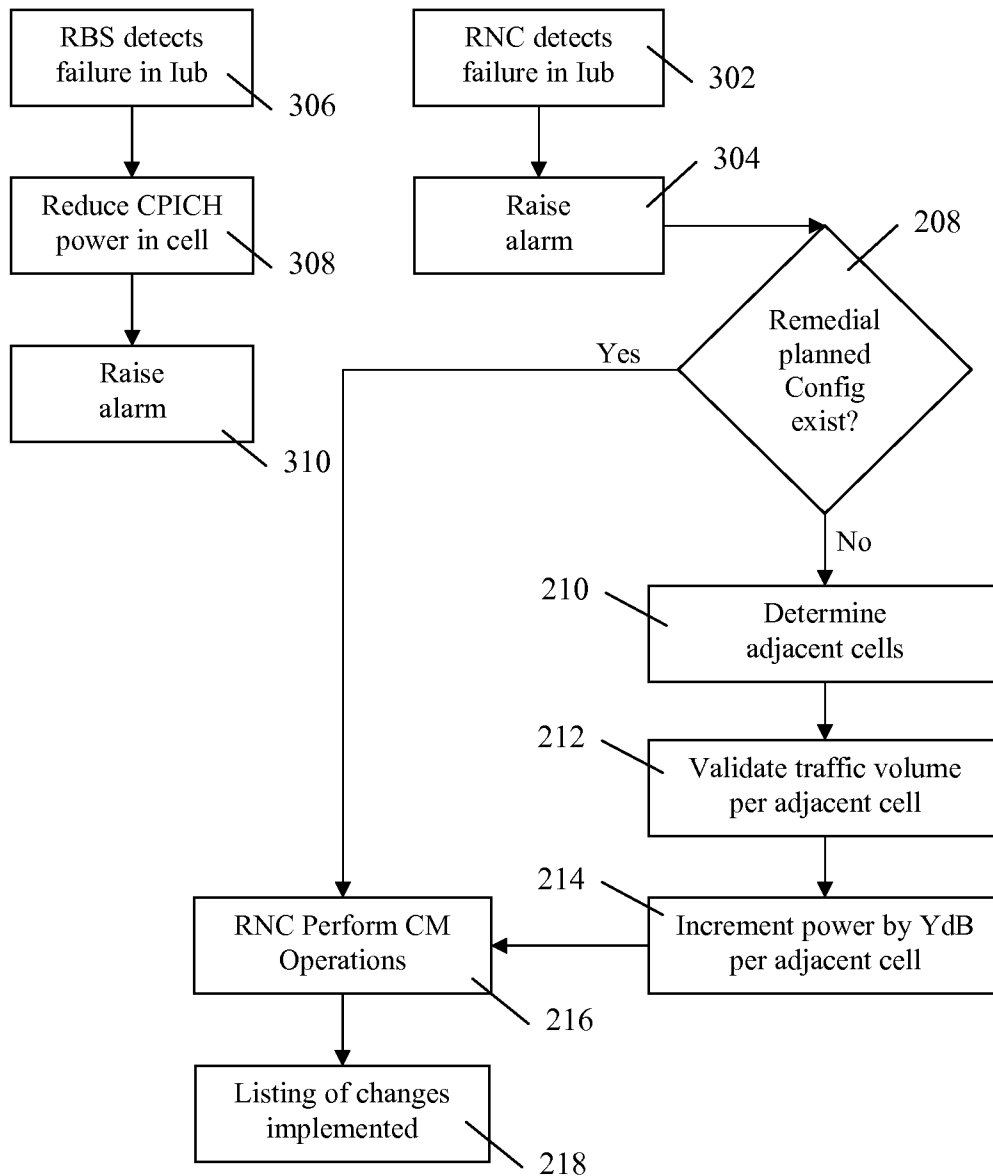 RBS detects
failure in Iub
306
Reduce CPICH
power in cell
308
Raise
alarm
310
RNC detects
failure in Iub
302
Raise
alarm
304
208
Remedial
planned
Config
exist?
Yes
No
210
Determine
adjacent cells
212
Validate traffic volume
per adjacent cell
214
Increment power by YdB
per adjacent cell
RNC Perform CM
Operations
216
Listing of changes
implemented
218